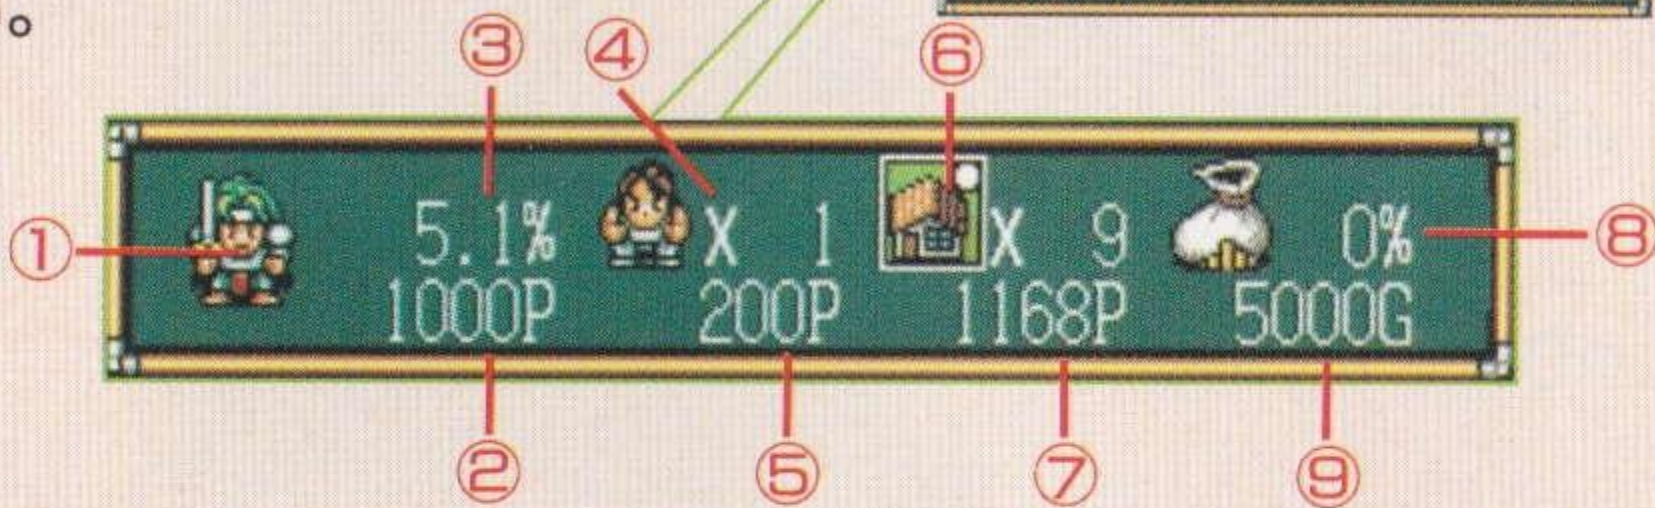 。
③ ④ ⑥
① 5.1% X 1 X 9 0% ⑧
1000P 200P 1168P 5000G
② ⑤ ⑦ ⑨